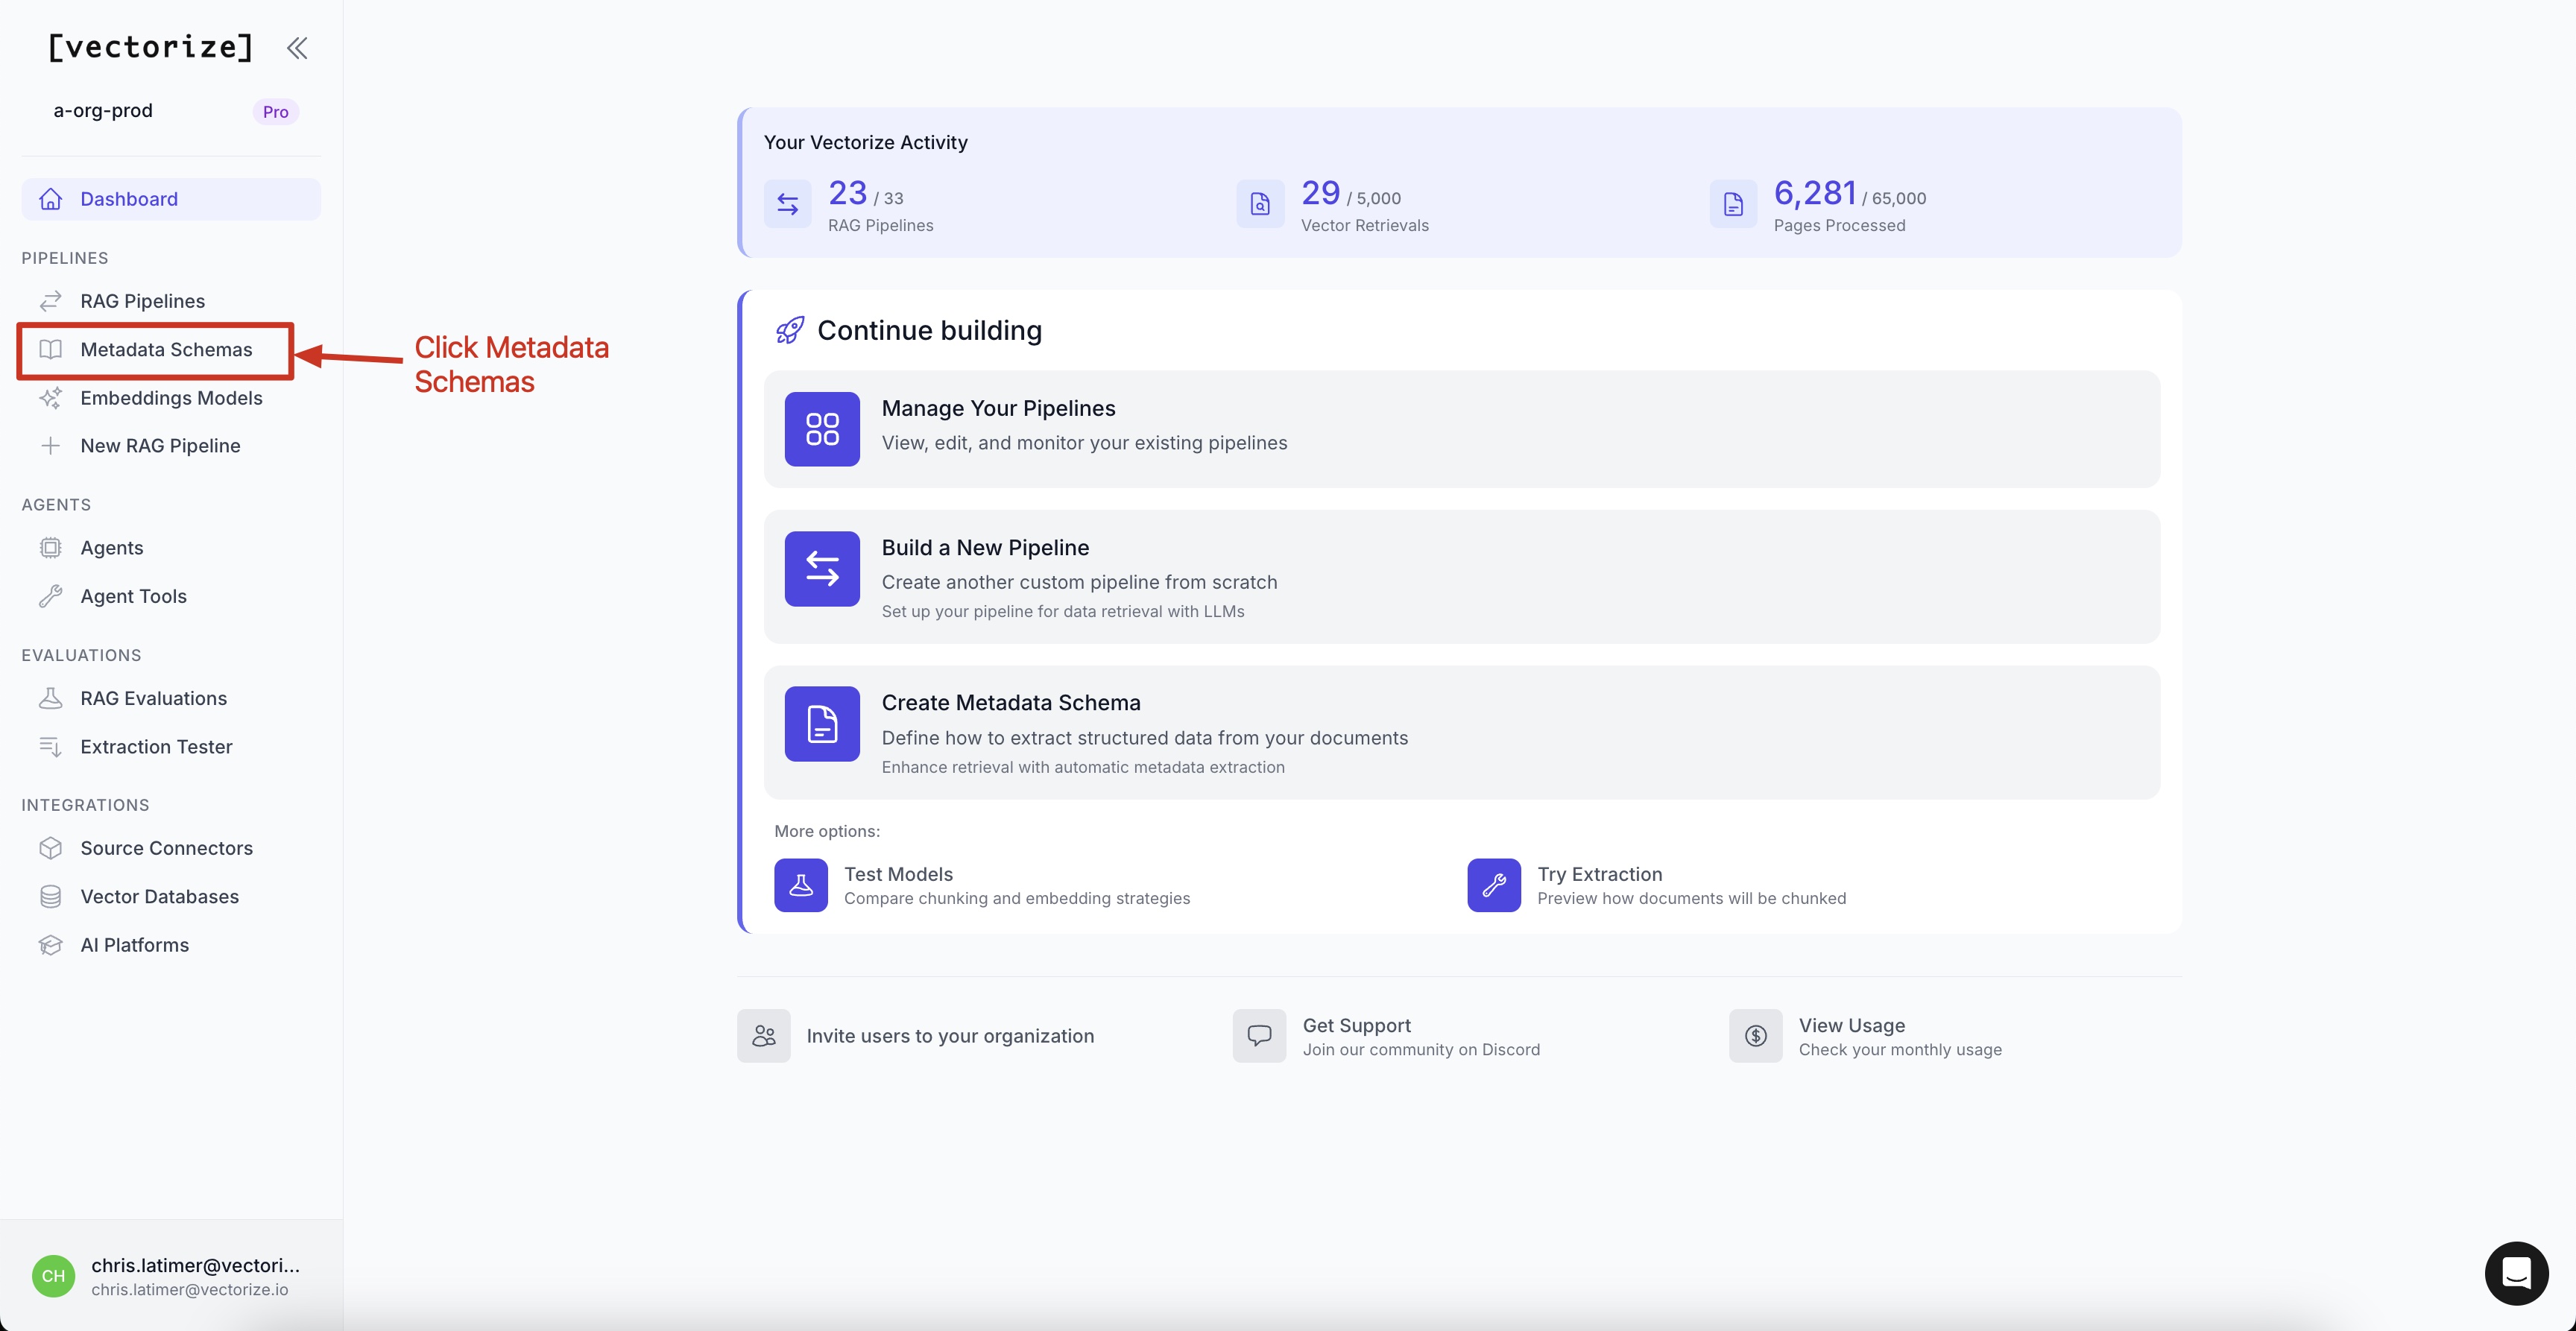 [vectorize]
a-org-prod Pro
Dashboard
PIPELINES
RAG Pipelines
Metadata Schemas
Embeddings Models
New RAG Pipeline
AGENTS
Agents
Agent Tools
EVALUATIONS
RAG Evaluations
Extraction Tester
INTEGRATIONS
Source Connectors
Vector Databases
AI Platforms
CH
chris.latimer@vectori...
chris.latimer@vectorize.io
Click Metadata
Schemas
Your Vectorize Activity
23 / 33
RAG Pipelines
29 / 5,000
Vector Retrievals
6,281 / 65,000
Pages Processed
Continue building
Manage Your Pipelines
View, edit, and monitor your existing pipelines
Build a New Pipeline
Create another custom pipeline from scratch
Set up your pipeline for data retrieval with LLMs
Create Metadata Schema
Define how to extract structured data from your documents
Enhance retrieval with automatic metadata extraction
More options:
Test Models
Compare chunking and embedding strategies
Try Extraction
Preview how documents will be chunked
Invite users to your organization
Get Support
Join our community on Discord
View Usage
Check your monthly usage